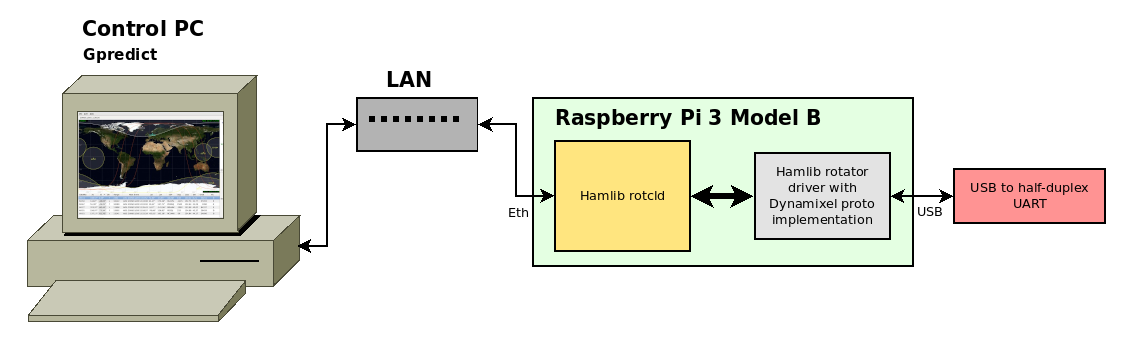 Control PC
Gpredict
LAN
Raspberry Pi 3 Model B
Hamlib rotcld
Hamlib rotator
driver with
Dynamixel proto
implementation
USB to half-duplex
UART
Eth
USB